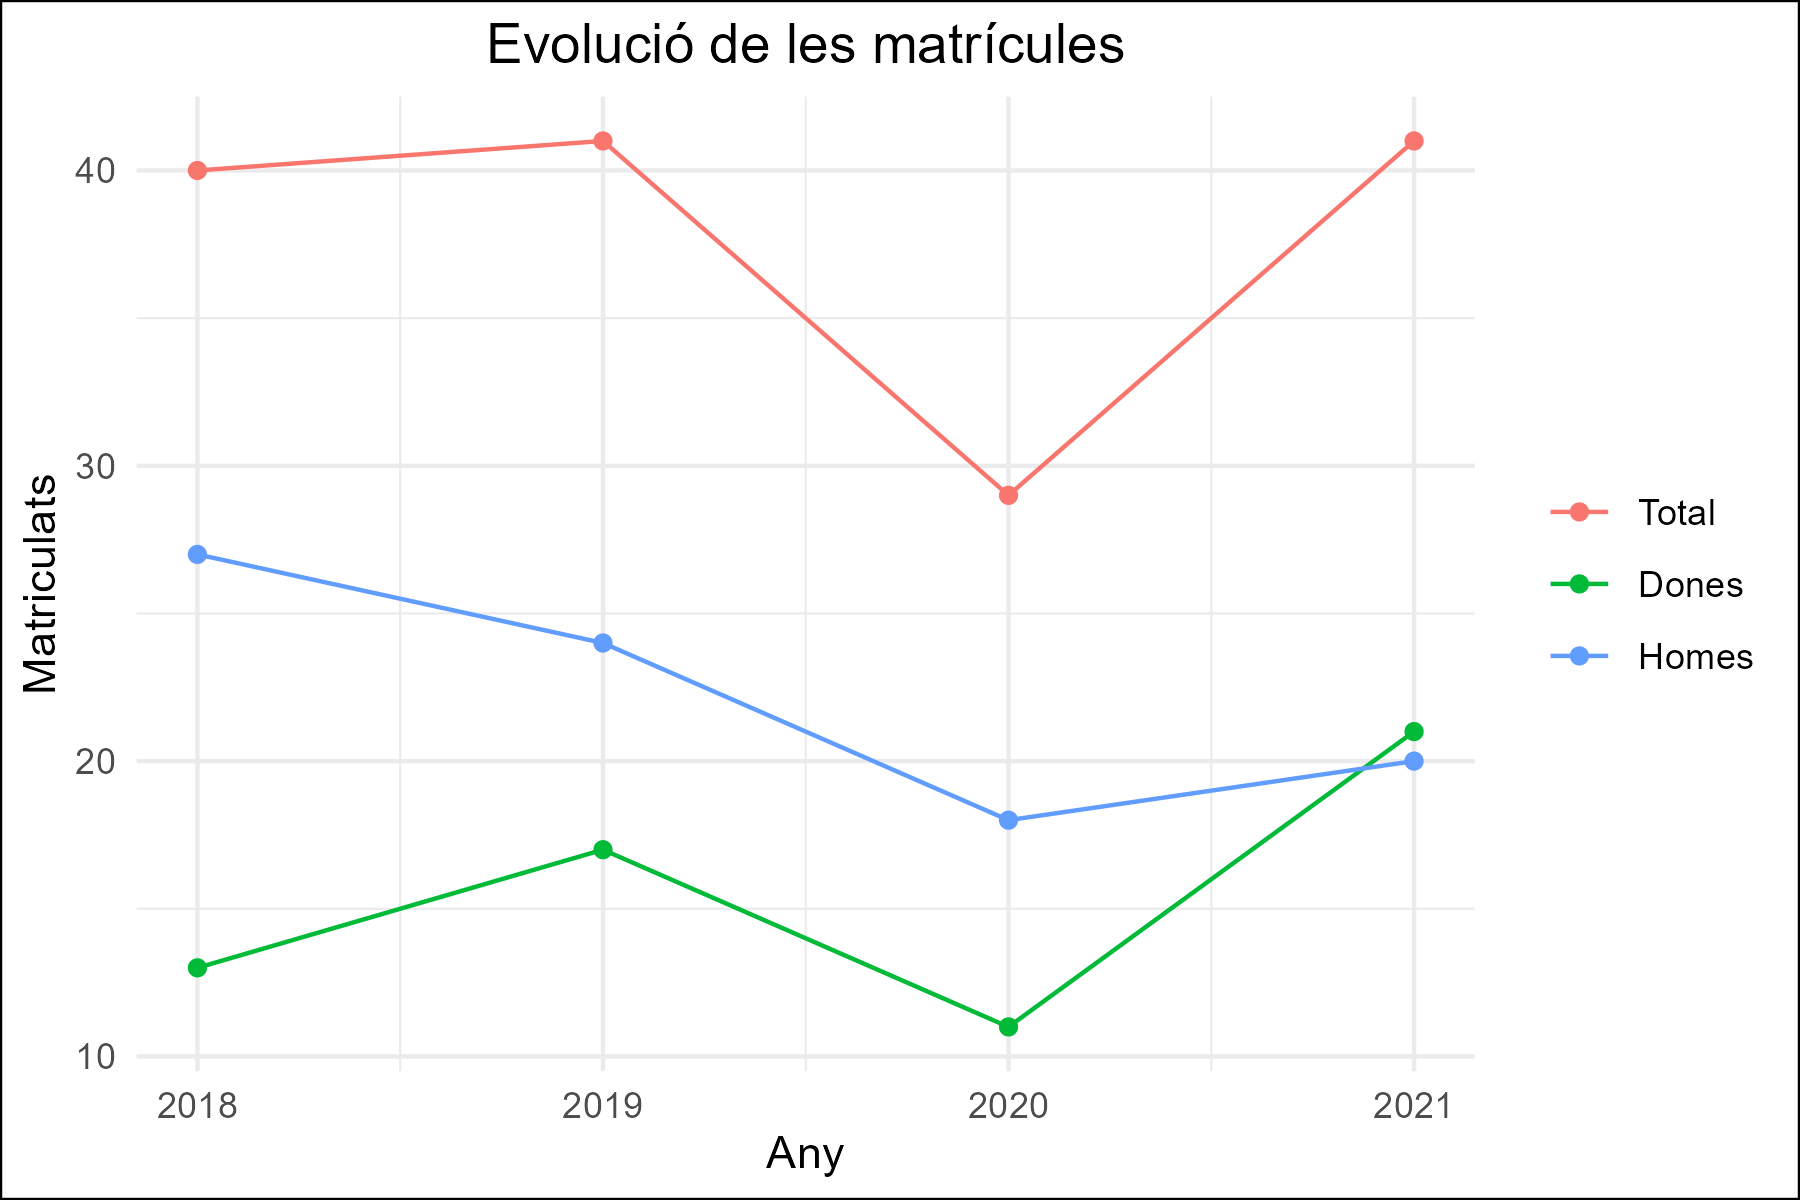 Evolució de les matrícules
Matriculats
40
30
20
10
2018 2019 2020 2021
Any
Total
Dones
Homes